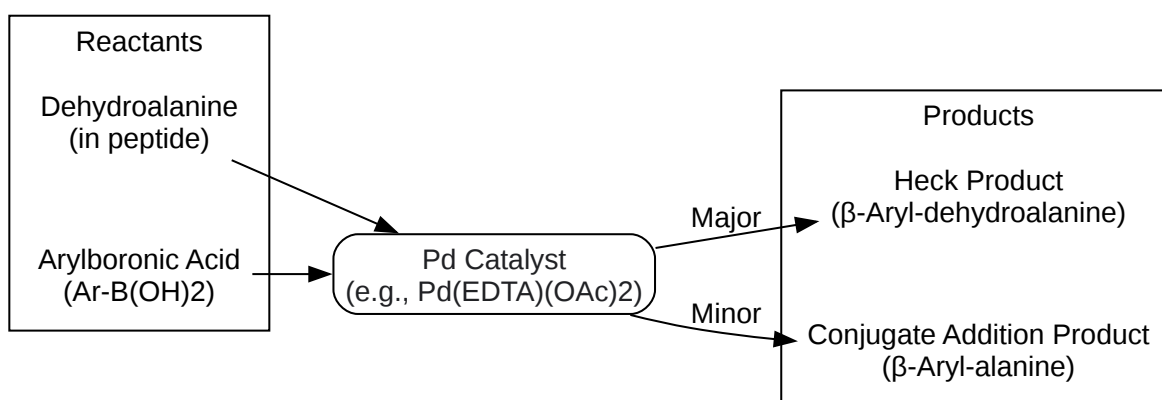 Reactants
Dehydroalanine
(in peptide)
Arylboronic Acid
(Ar-B(OH)2)
Pd Catalyst
(e.g., Pd(EDTA)(OAc)2)
Major
Minor
Products
Heck Product
(β-Aryl-dehydroalanine)
Conjugate Addition Product
(β-Aryl-alanine)